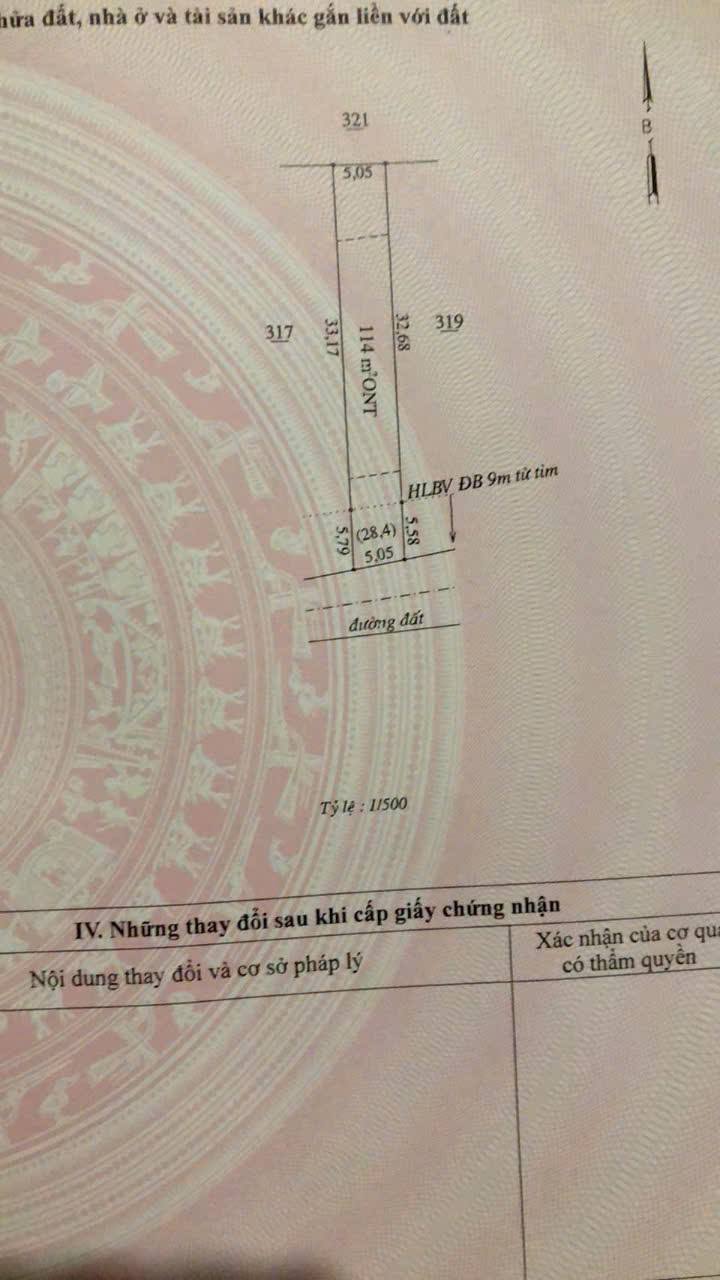 hửa đất, nhà ở và tài sản khác gắn liền với đất
321
B
5,05
317
33,17
114 m²ONT
32,68
319
HLBV ĐB 9m từ tim
5,79
(28,4)
5,58
5,05
đường đất
Tỷ lệ : 1/500
IV. Những thay đổi sau khi cấp giấy chứng nhận
Nội dung thay đổi và cơ sở pháp lý
Xác nhận của cơ qua
có thẩm quyền